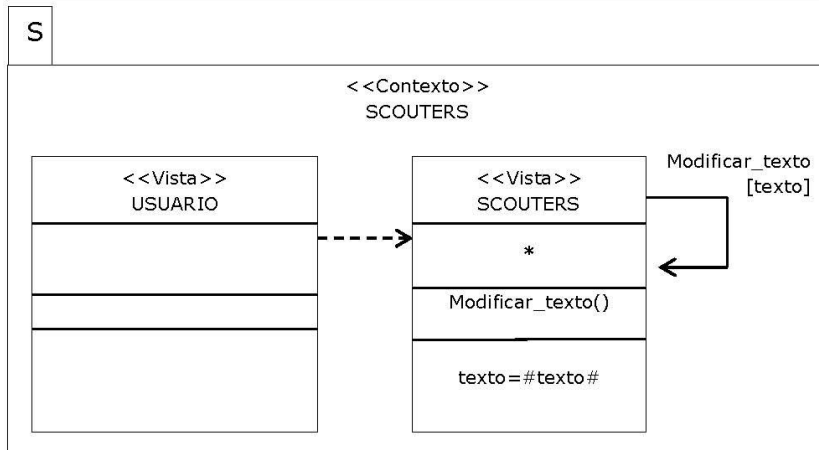 S
<<Contexto>>
SCOUTERS
<<Vista>>
USUARIO
<<Vista>>
SCOUTERS
*
Modificar_texto()
texto=#texto#
Modificar_texto
[texto]